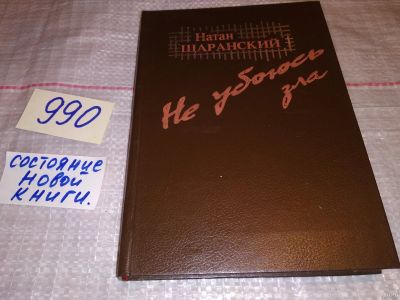 Натан
ЩАРАНСКИЙ
Не убоюсь
зла
990
СОСТОЯНИЕ
НОВОЙ
КНИГИ.